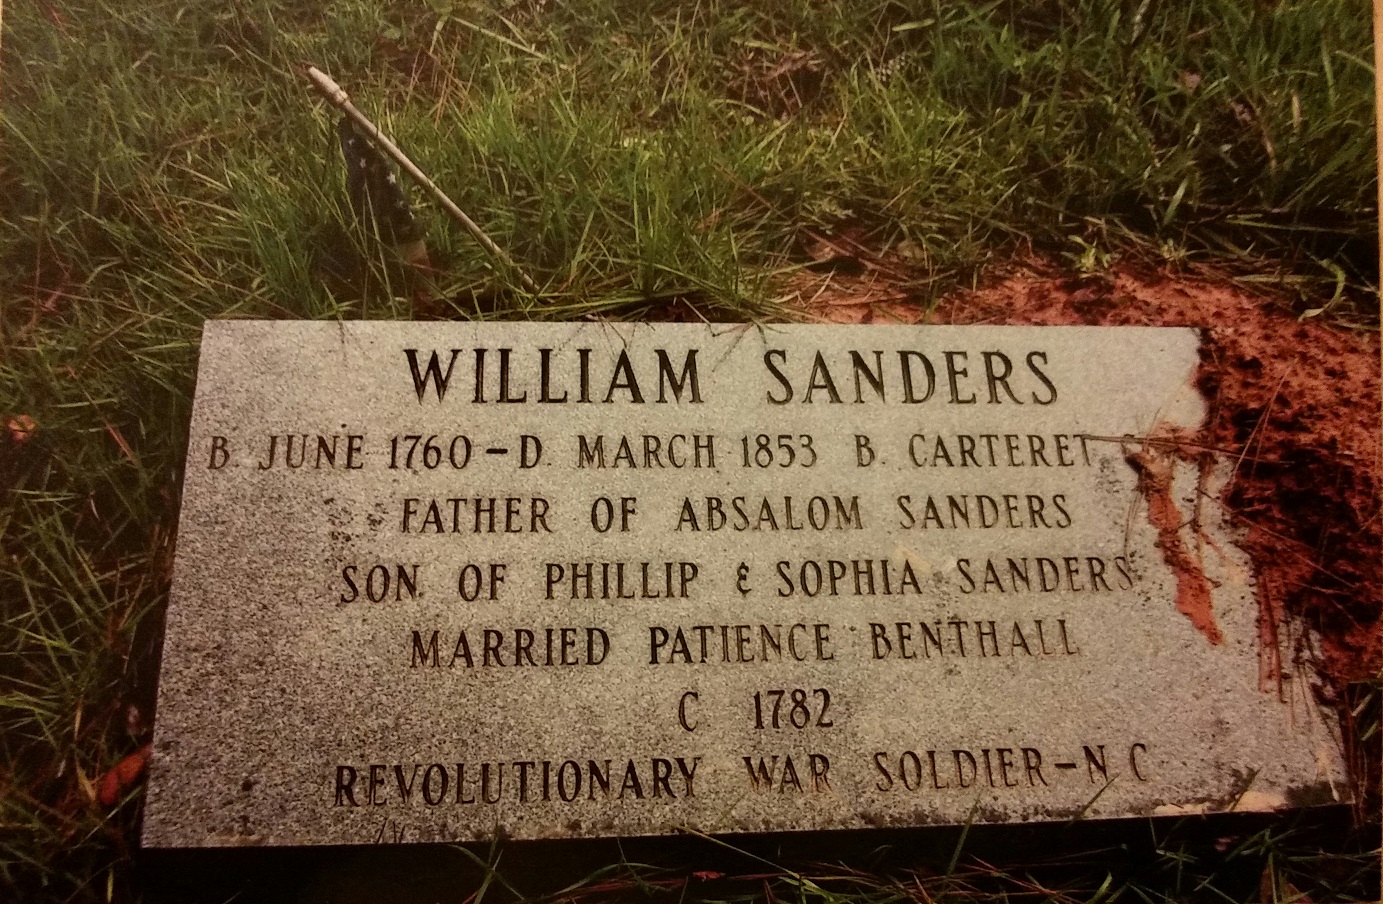 WILLIAM SANDERS
B. JUNE 1760 - D. MARCH 1853 B. CARTERET
FATHER OF ABSALOM SANDERS
SON OF PHILLIP & SOPHIA SANDERS
MARRIED PATIENCE BENTHALL
C 1782
REVOLUTIONARY WAR SOLDIER - N C